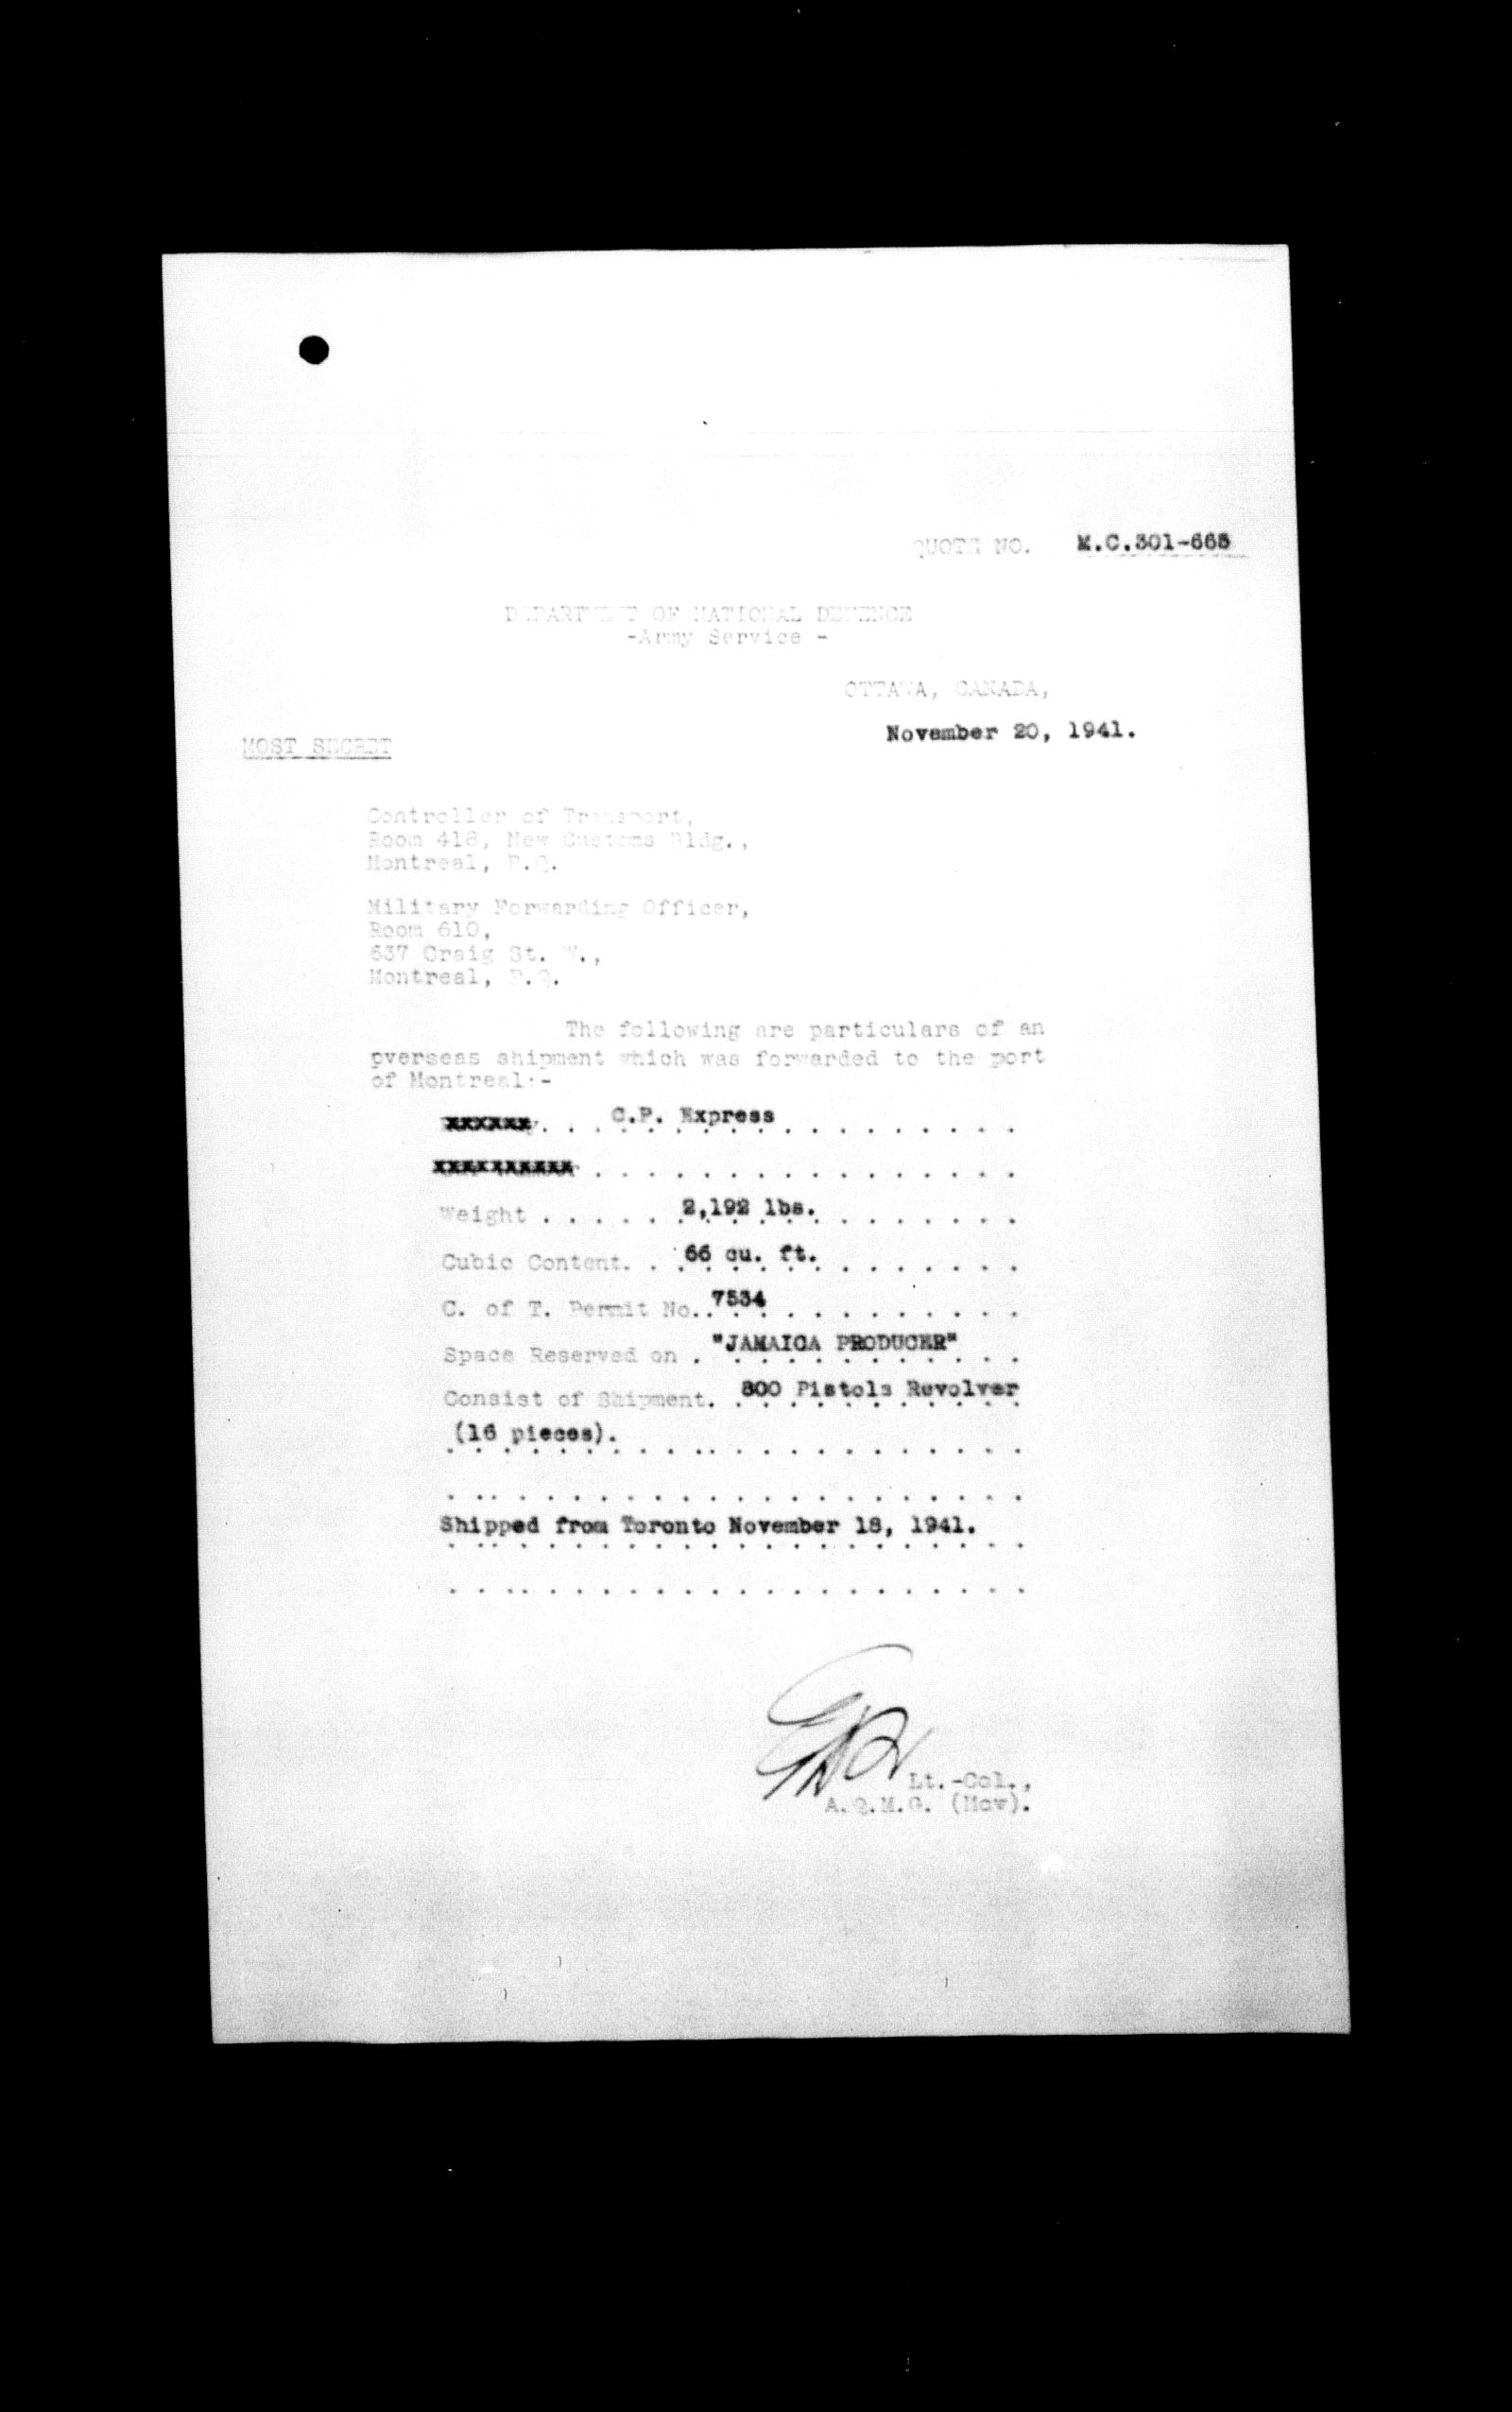 QUOTE NO. M.C.301-665
DEPARTMENT OF NATIONAL DEFENCE
-Army Service -
OTTAWA, CANADA,
November 20, 1941.
MOST SECRET
Controller of Transport,
Room 418, New Customs Bldg.,
Montreal, P.Q.
Military Forwarding Officer,
Room 610,
637 Craig St. W.,
Montreal, P.Q.
The following are particulars of an
overseas shipment which was forwarded to the port
of Montreal:-
xxxxxx. . . C.P. Express . . . . . . . . .
xxxxxxxxxx . . . . . . . . . . . . . . . .
Weight . . . . . 2,192 lbs. . . . . . . . .
Cubic Content. . . 66 cu. ft. . . . . . . . .
C. of T. Permit No.. 7534 . . . . . . . . . .
Space Reserved on . "JAMAICA PRODUCER" . .
Consist of Shipment. . 800 Pistols Revolver
(16 pieces). . . . . . . . . . . . . . . .
Shipped from Toronto November 18, 1941.
Lt.-Col.,
A.Q.M.G. (Mov).